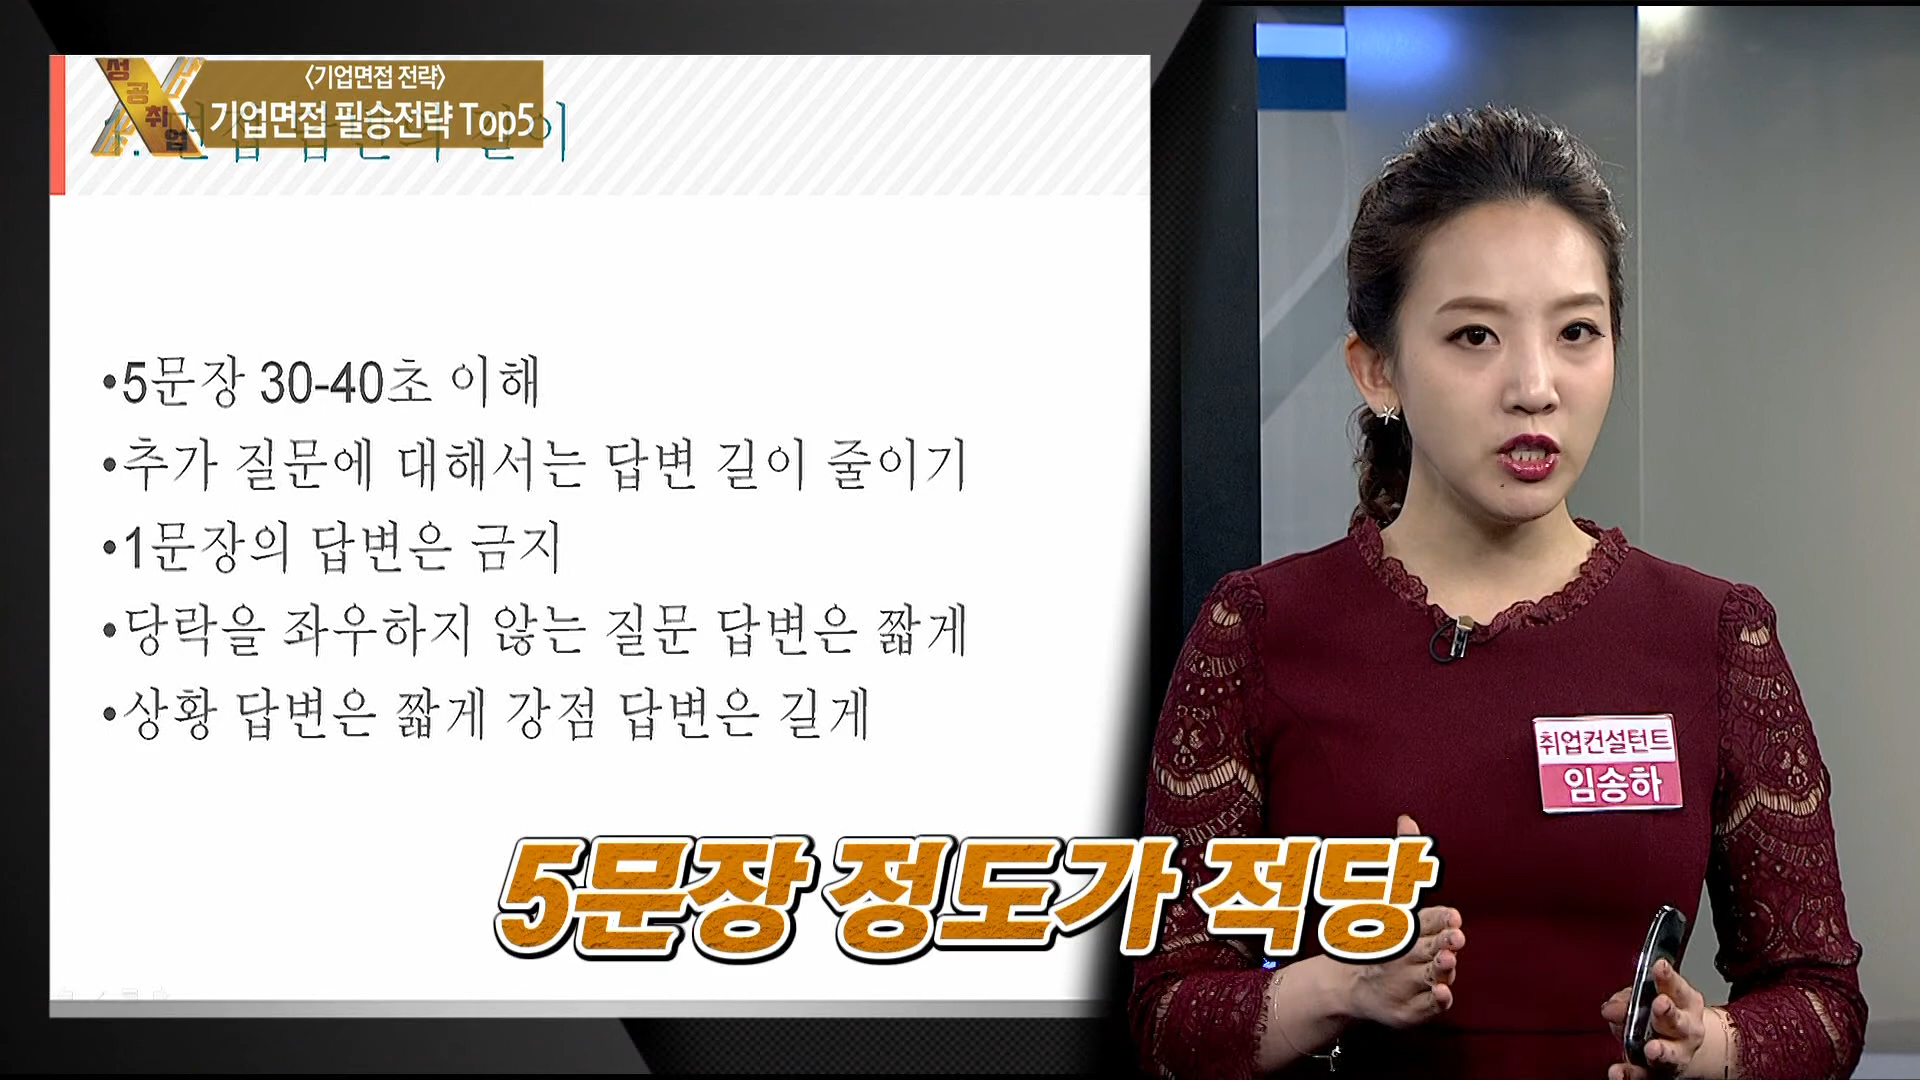 성공취업
<기업면접 전략>
기업면접 필승전략 Top5
•5문장 30-40초 이해
•추가 질문에 대해서는 답변 길이 줄이기
•1문장의 답변은 금지
•당락을 좌우하지 않는 질문 답변은 짧게
•상황 답변은 짧게 강점 답변은 길게
취업컨설턴트
임송하
5문장 정도가 적당